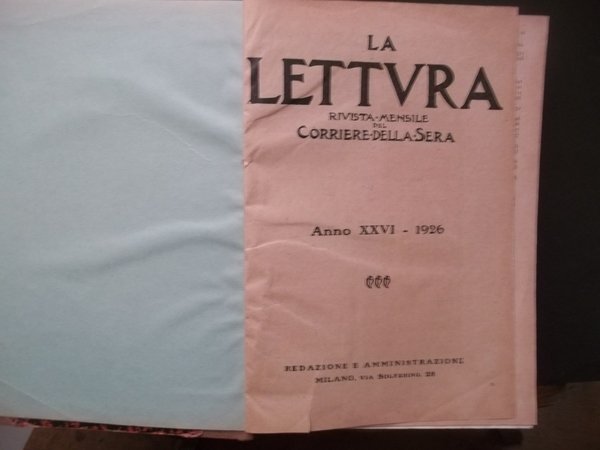 LA
LETTVRA
RIVISTA-MENSILE
DEL
CORRIERE·DELLA·SERA
Anno XXVI - 1926
REDAZIONE E AMMINISTRAZIONE
MILANO, VIA SOLFERINO, 28